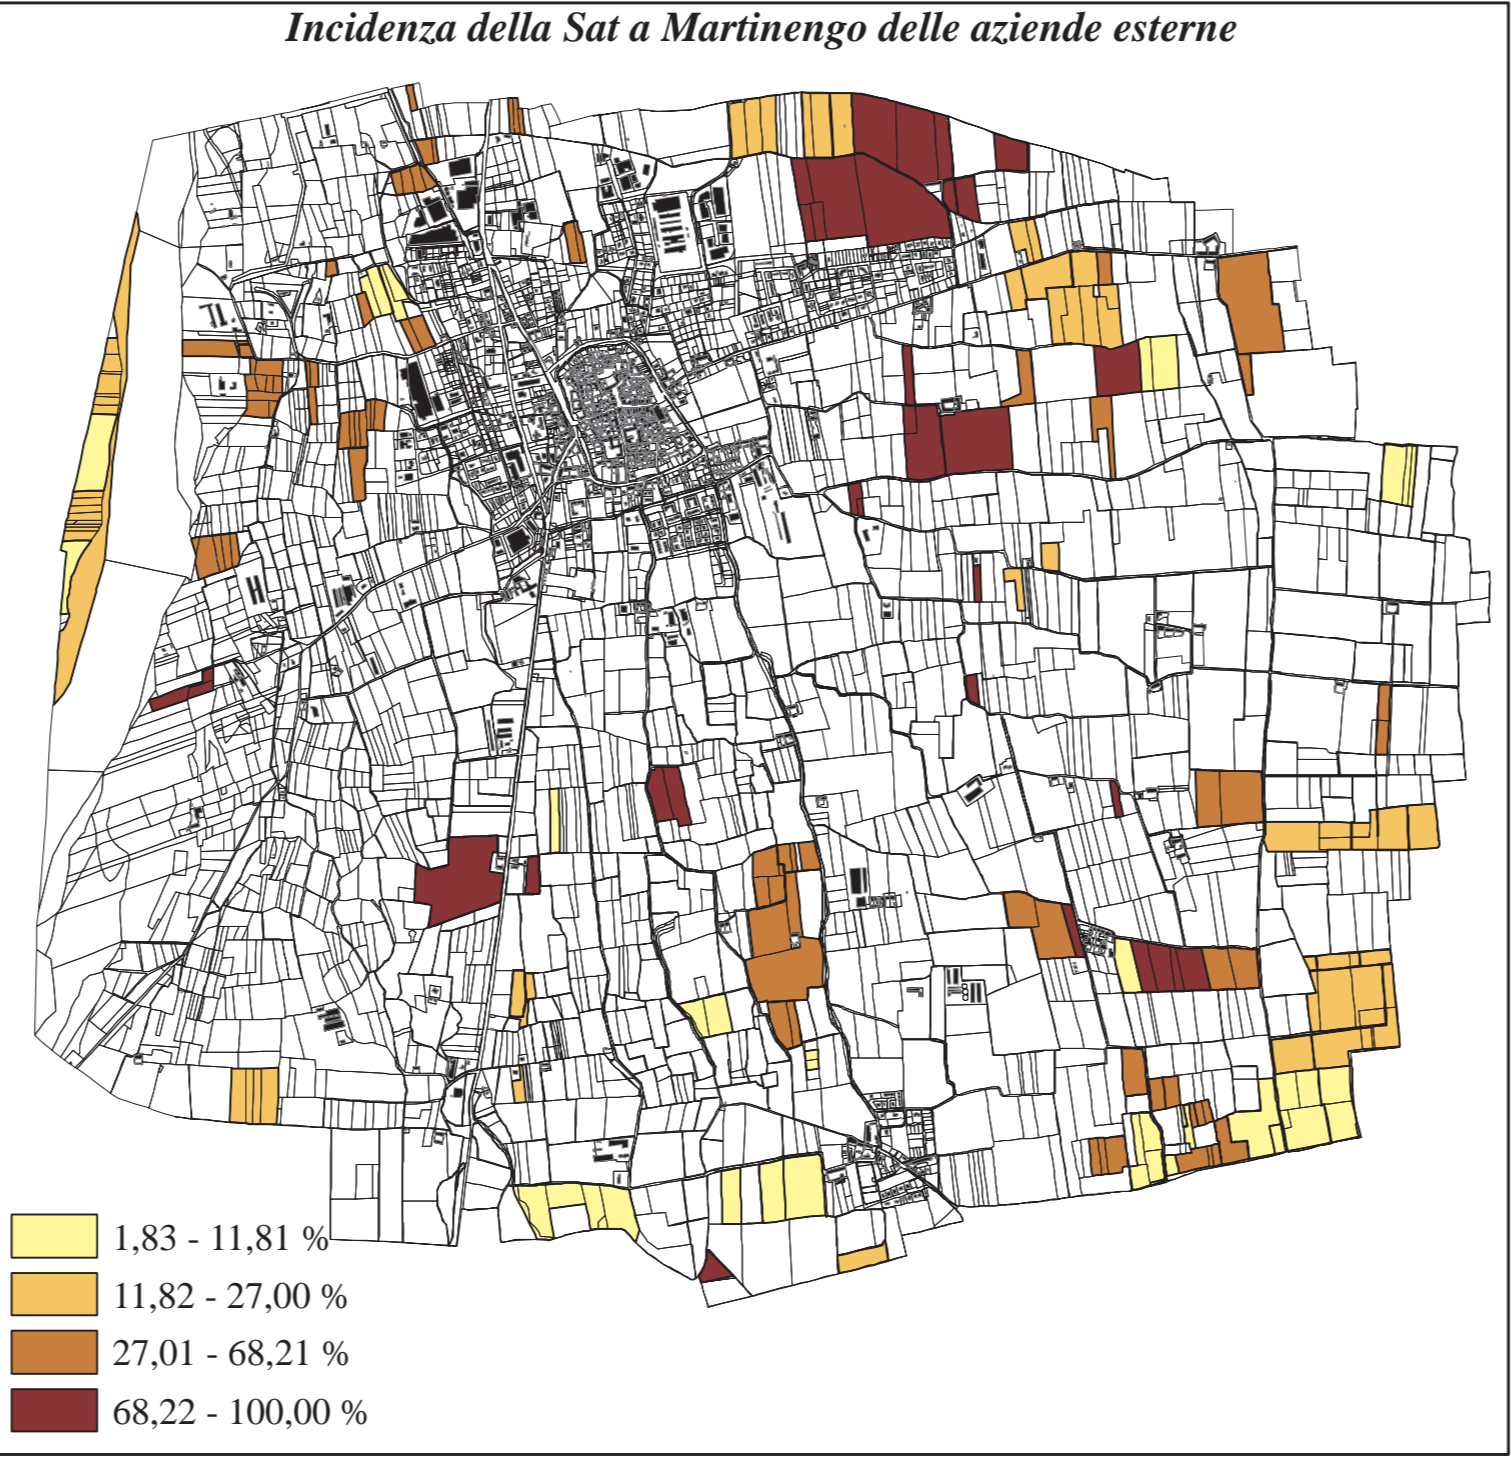 Incidenza della Sat a Martinengo delle aziende esterne
1,83 - 11,81 %
11,82 - 27,00 %
27,01 - 68,21 %
68,22 - 100,00 %